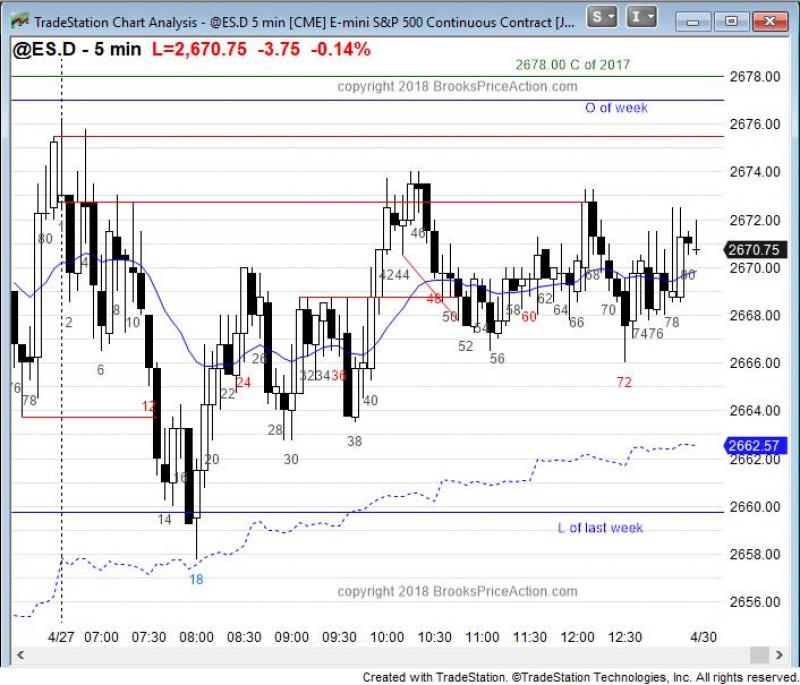 TradeStation Chart Analysis - @ES.D 5 min [CME] E-mini S&P 500 Continuous Contract [J...
S I
@ES.D - 5 min L=2,670.75 -3.75 -0.14%
2678.00 C of 2017
2678.00
copyright 2018 BrooksPriceAction.com
O of week
2676.00
2674.00
2672.00
2670.75
2670.00
2668.00
2666.00
2664.00
2662.57
2662.00
2660.00
L of last week
2658.00
copyright 2018 BrooksPriceAction.com
2656.00
80 1 46
4 4244 68 80
2 8 10 48 50 54 58 60 62 64 66 70 7476 78
6 26 52 56
76 78 12 22 24 323436 40 72
28 30 38
14 16 20
18
4/27 07:00 07:30 08:00 08:30 09:00 09:30 10:00 10:30 11:00 11:30 12:00 12:30 4/30
Created with TradeStation. ©TradeStation Technologies, Inc. All rights reserved.